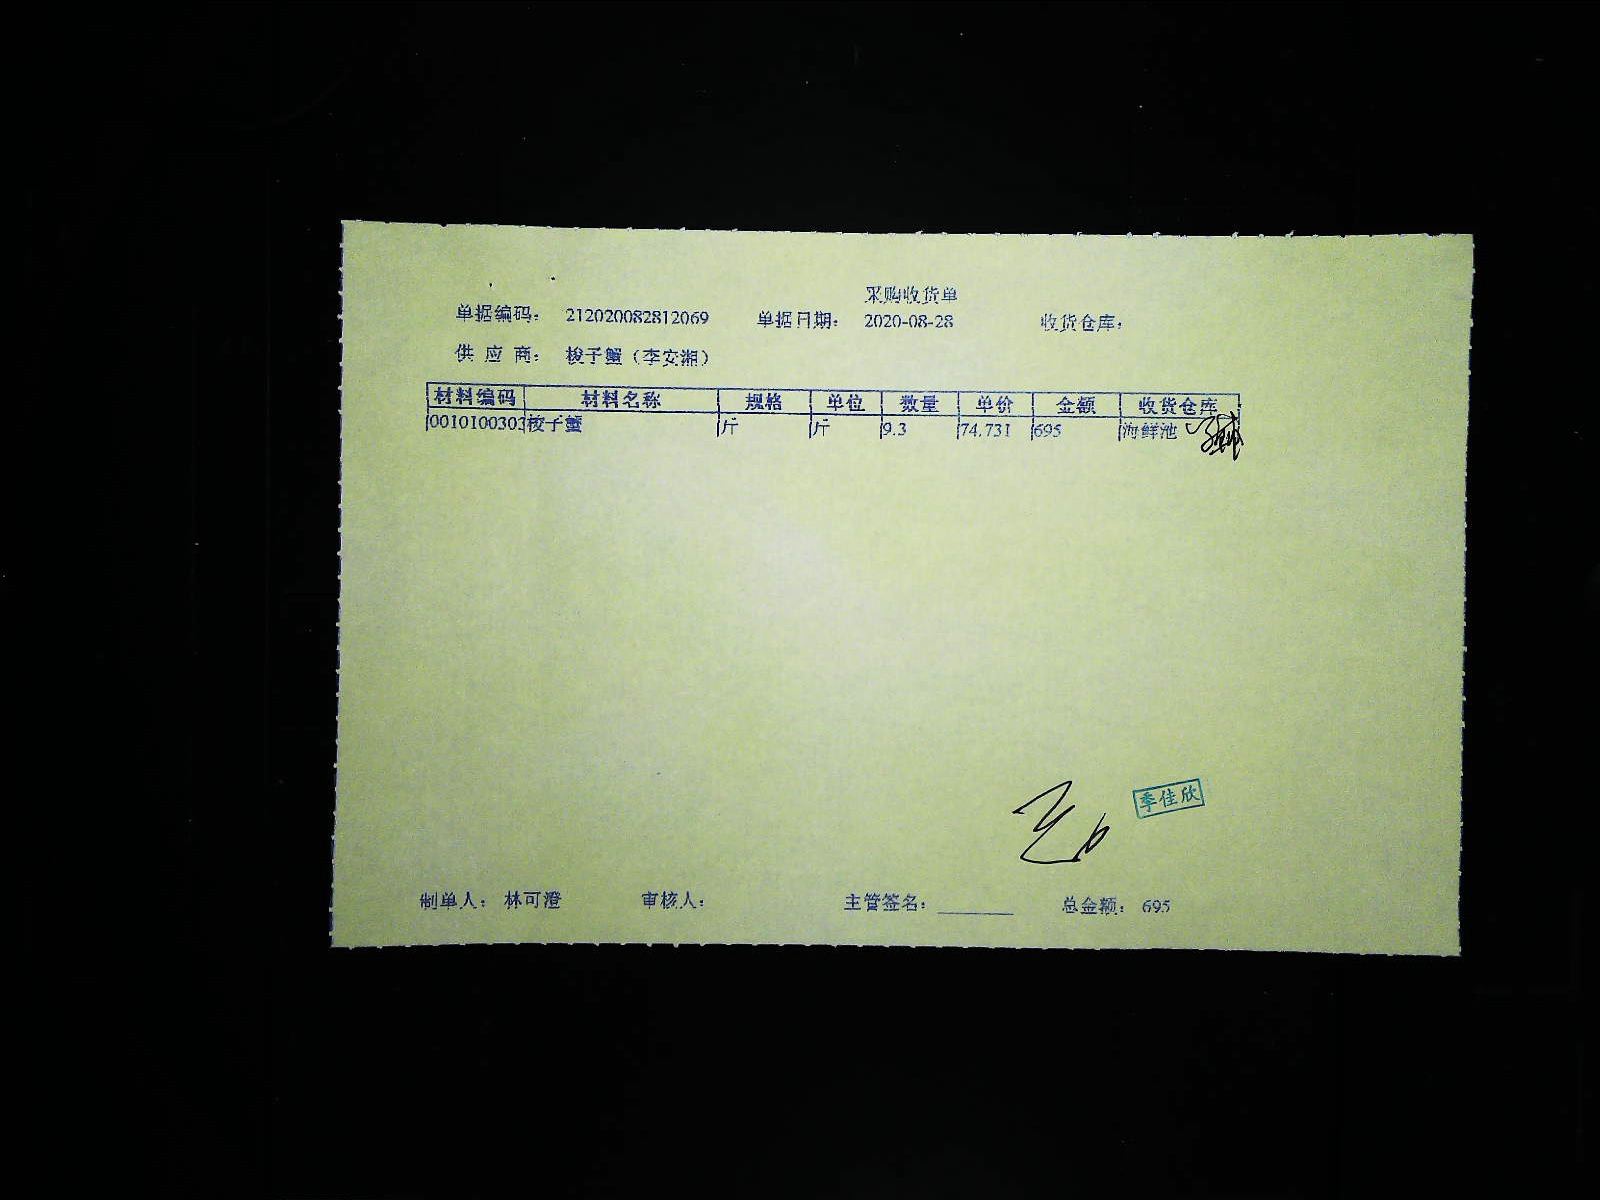 采购收货单
单据编码： 212020082812069 单据日期： 2020-08-28 收货仓库：
供 应 商： 梭子蟹（李安湘）
材料编码 材料名称 规格 单位 数量 单价 金额 收货仓库
0010100303 梭子蟹 斤 斤 9.3 74.731 695 海鲜池
季佳欣
制单人： 林可澄 审核人： 主管签名： 总金额： 695